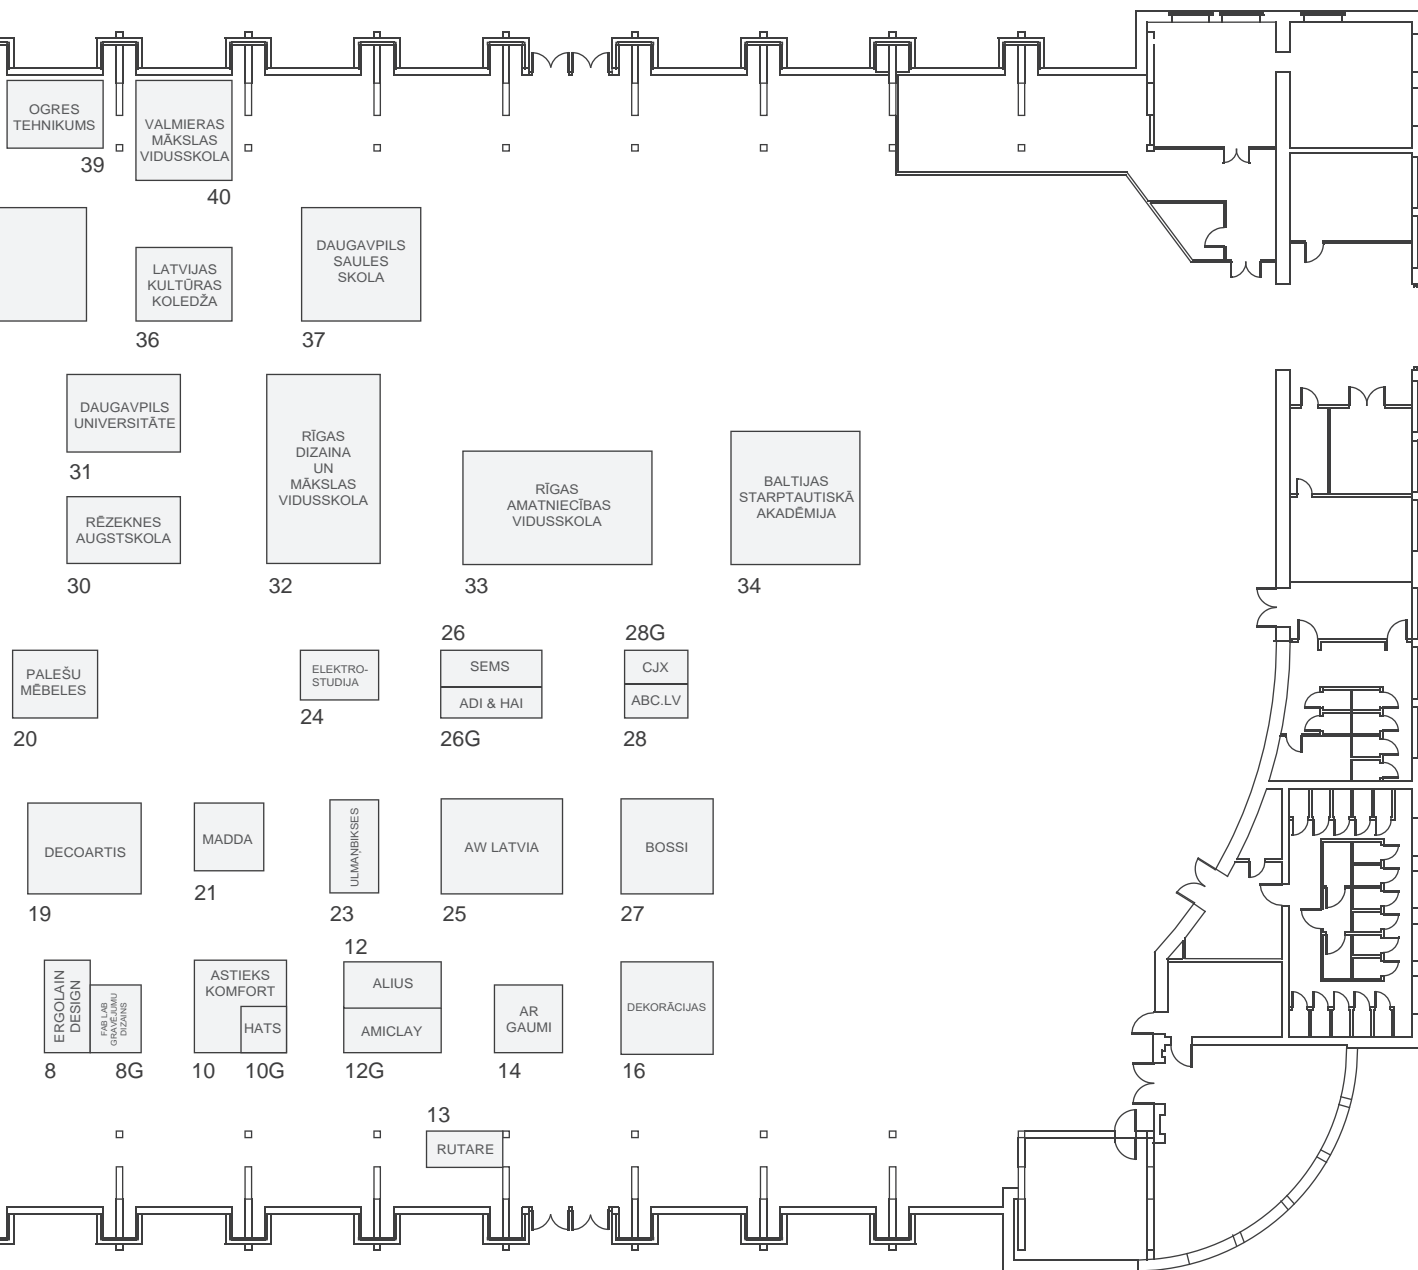 OGRES
TEHNIKUMS
39
VALMIERAS
MĀKSLAS
VIDUSSKOLA
40
LATVIJAS
KULTŪRAS
KOLEDŽA
36
DAUGAVPILS
SAULES
SKOLA
37
DAUGAVPILS
UNIVERSITĀTE
31
RĒZEKNES
AUGSTSKOLA
30
RĪGAS
DIZAINA
UN
MĀKSLAS
VIDUSSKOLA
32
RĪGAS
AMATNIECĪBAS
VIDUSSKOLA
33
BALTIJAS
STARPTAUTISKĀ
AKADĒMIJA
34
PALEŠU
MĒBELES
20
ELEKTRO-
STUDIJA
24
26
SEMS
ADI & HAI
26G
28G
CJX
ABC.LV
28
DECOARTIS
19
MADDA
21
ULMAŅBIKSES
23
AW LATVIA
25
BOSSI
27
ERGOLAIN
DESIGN
8
FAB LAB
GRAVĒJUMU
DIZAINS
8G
ASTIEKS
KOMFORT
10
HATS
10G
12
ALIUS
AMICLAY
12G
AR
GAUMI
14
DEKORĀCIJAS
16
13
RUTARE